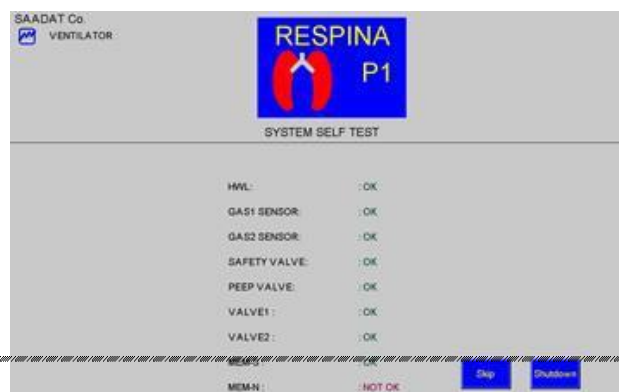 SAADAT Co.
VENTILATOR
RESPINA
P1
SYSTEM SELF TEST
HWL: : OK
GAS1 SENSOR: : OK
GAS2 SENSOR: : OK
SAFETY VALVE: : OK
PEEP VALVE: : OK
VALVE1 : : OK
VALVE2 : : OK
: OK
MEM-N : : NOT OK
Skip
Shutdown